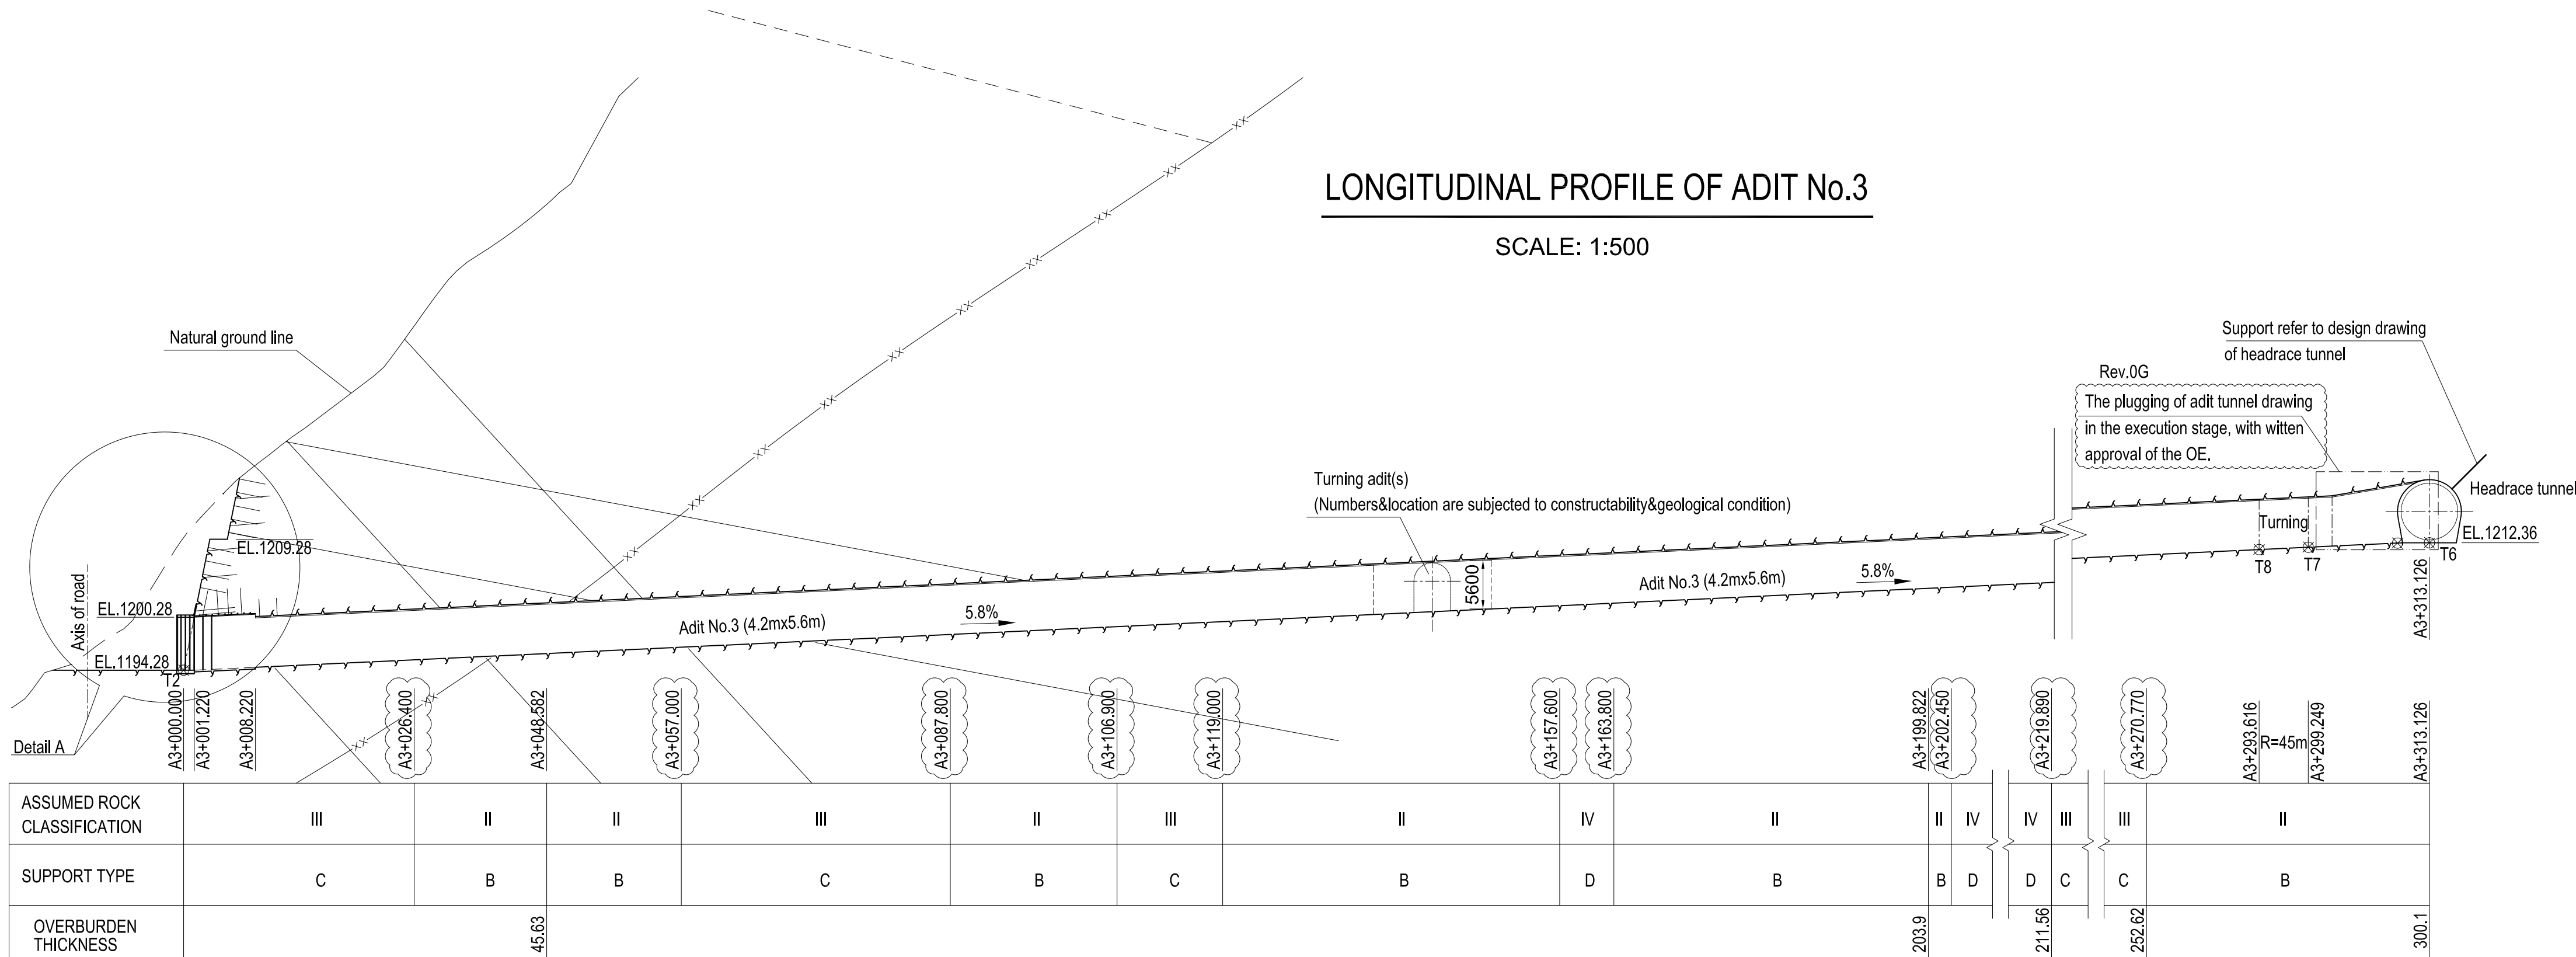 LONGITUDINAL PROFILE OF ADIT No.3
SCALE: 1:500
Natural ground line
Support refer to design drawing
of headrace tunnel
Rev.0G
The plugging of adit tunnel drawing
in the execution stage, with witten
approval of the OE.
Turning adit(s)
(Numbers&location are subjected to constructability&geological condition)
Headrace tunnel
Turning
EL.1212.36
T8
T7
T6
EL.1209.28
Axis of road
EL.1200.28
EL.1194.28
T2
Adit No.3 (4.2mx5.6m)
5.8%
5600
Adit No.3 (4.2mx5.6m)
5.8%
A3+313.126
Detail A
A3+000.000
A3+001.220
A3+008.220
A3+026.400
A3+048.582
A3+057.000
A3+087.800
A3+106.900
A3+119.000
A3+157.600
A3+163.800
A3+199.822
A3+202.450
A3+219.890
A3+270.770
A3+293.616
R=45m
A3+299.249
A3+313.126
ASSUMED ROCK
CLASSIFICATION
III II II III II III II IV II II IV IV III III II
SUPPORT TYPE
C B B C B C B D B B D D C C B
OVERBURDEN
THICKNESS
45.63
203.9
211.56
252.62
300.1